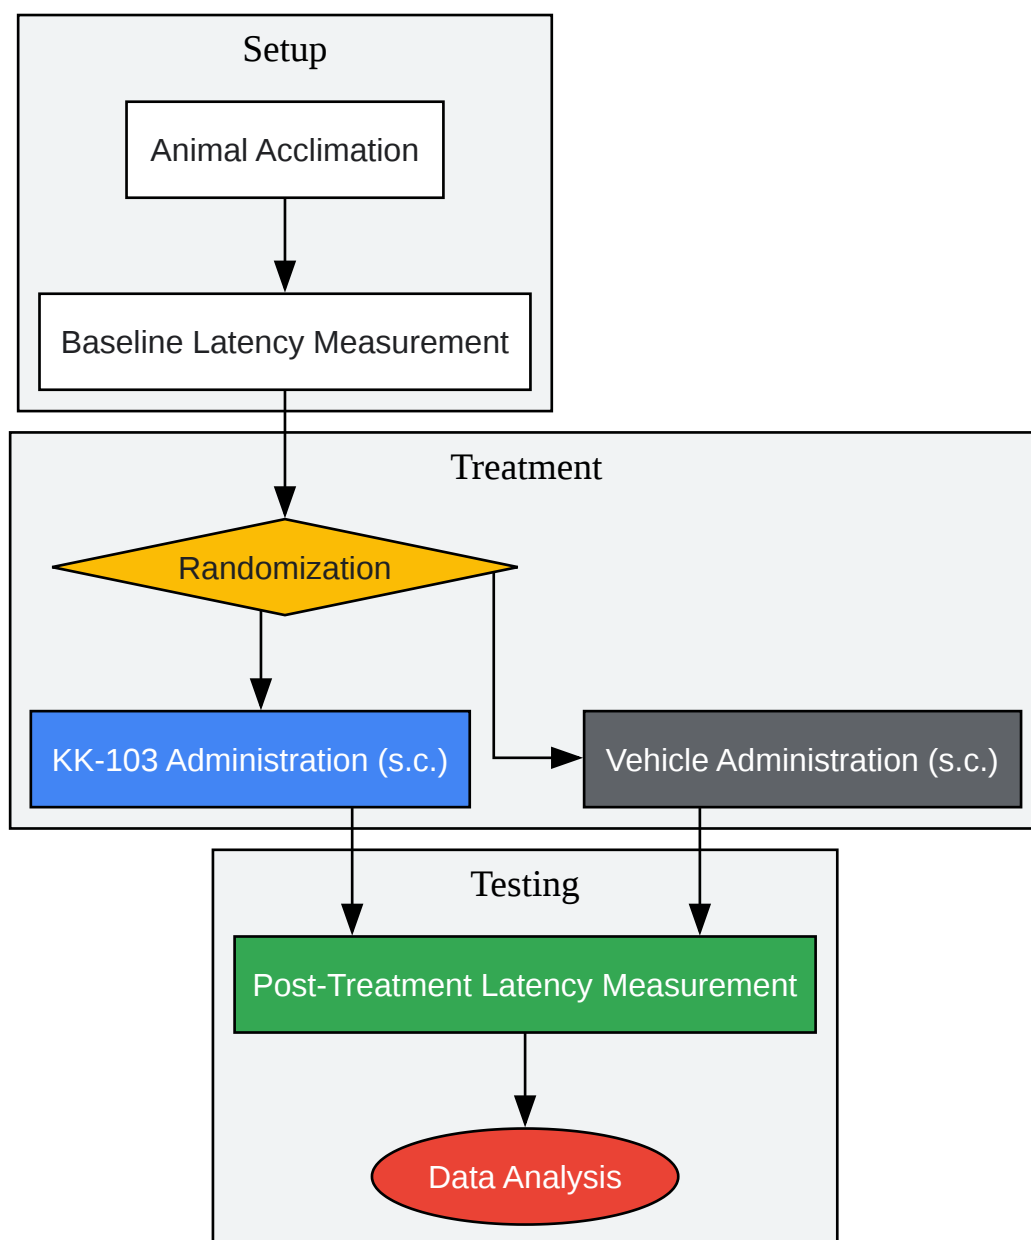 Setup
Animal Acclimation
Baseline Latency Measurement
Treatment
Randomization
KK-103 Administration (s.c.)
Vehicle Administration (s.c.)
Testing
Post-Treatment Latency Measurement
Data Analysis